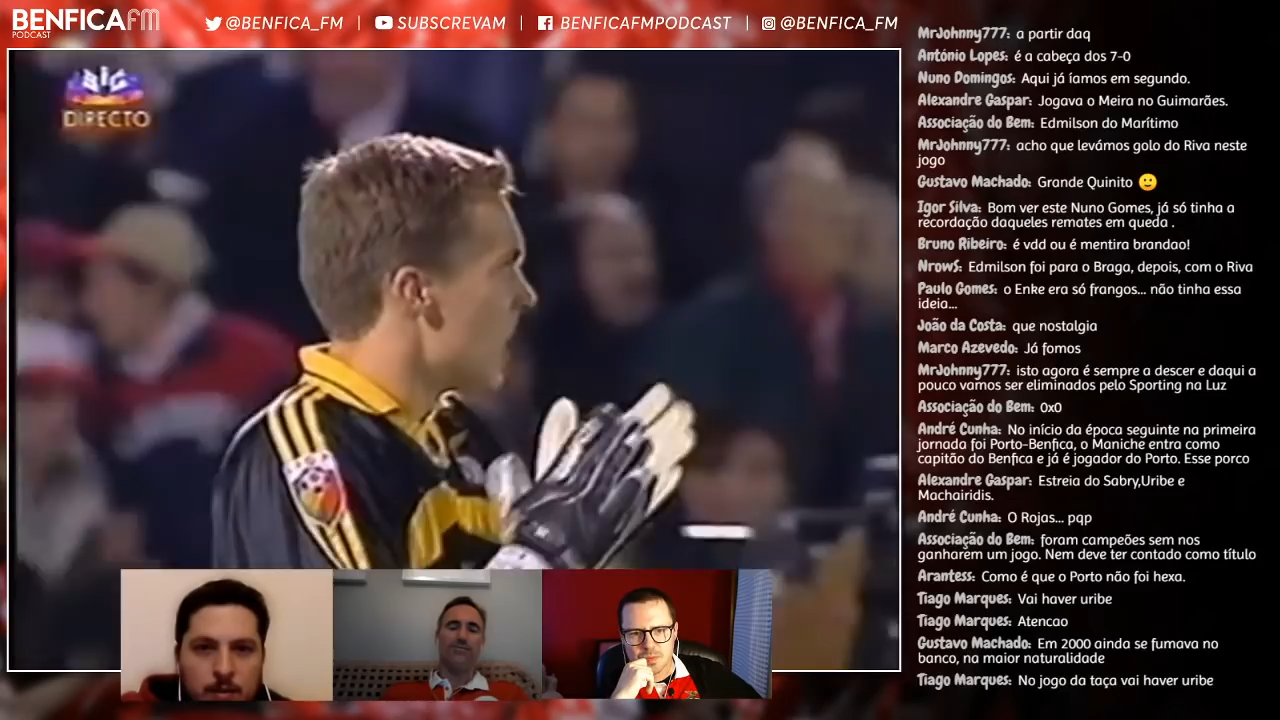 BENFICAFM
PODCAST
@BENFICA_FM | SUBSCREVAM | BENFICAFMPODCAST | @BENFICA_FM
SIC
DIRECTO
MrJohnny777: a partir daq
António Lopes: é a cabeça dos 7-0
Nuno Domingos: Aqui já íamos em segundo.
Alexandre Gaspar: Jogava o Meira no Guimarães.
Associação do Bem: Edmilson do Marítimo
MrJohnny777: acho que levámos golo do Riva neste
jogo
Gustavo Machado: Grande Quinito 🙂
Igor Silva: Bom ver este Nuno Gomes, já só tinha a
recordação daqueles remates em queda .
Bruno Ribeiro: é vdd ou é mentira brandao!
NrowS: Edmilson foi para o Braga, depois, com o Riva
Paulo Gomes: o Enke era só frangos... não tinha essa
ideia...
João da Costa: que nostalgia
Marco Azevedo: Já fomos
MrJohnny777: isto agora é sempre a descer e daqui a
pouco vamos ser eliminados pelo Sporting na Luz
Associação do Bem: 0x0
André Cunha: No início da época seguinte na primeira
jornada foi Porto-Benfica, o Maniche entra como
capitão do Benfica e já é jogador do Porto. Esse porco
Alexandre Gaspar: Estreia do Sabry,Uribe e
Machairidis.
André Cunha: O Rojas... pqp
Associação do Bem: foram campeões sem nos
ganharem um jogo. Nem deve ter contado como título
Arantess: Como é que o Porto não foi hexa.
Tiago Marques: Vai haver uribe
Tiago Marques: Atencao
Gustavo Machado: Em 2000 ainda se fumava no
banco, na maior naturalidade
Tiago Marques: No jogo da taça vai haver uribe